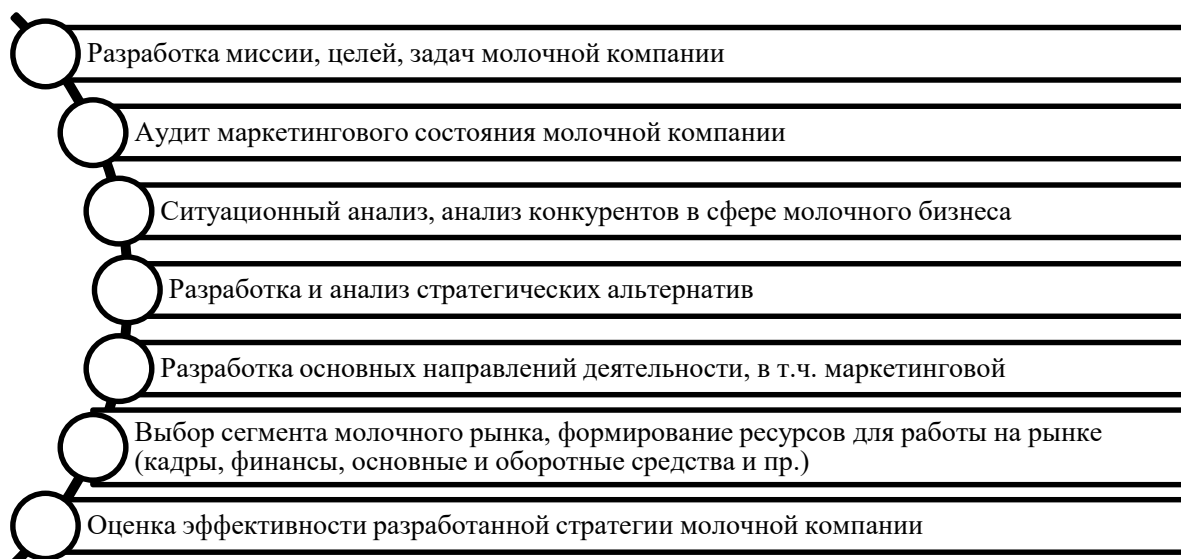 Разработка миссии, целей, задач молочной компании
Аудит маркетингового состояния молочной компании
Ситуационный анализ, анализ конкурентов в сфере молочного бизнеса
Разработка и анализ стратегических альтернатив
Разработка основных направлений деятельности, в т.ч. маркетинговой
Выбор сегмента молочного рынка, формирование ресурсов для работы на рынке
(кадры, финансы, основные и оборотные средства и пр.)
Оценка эффективности разработанной стратегии молочной компании